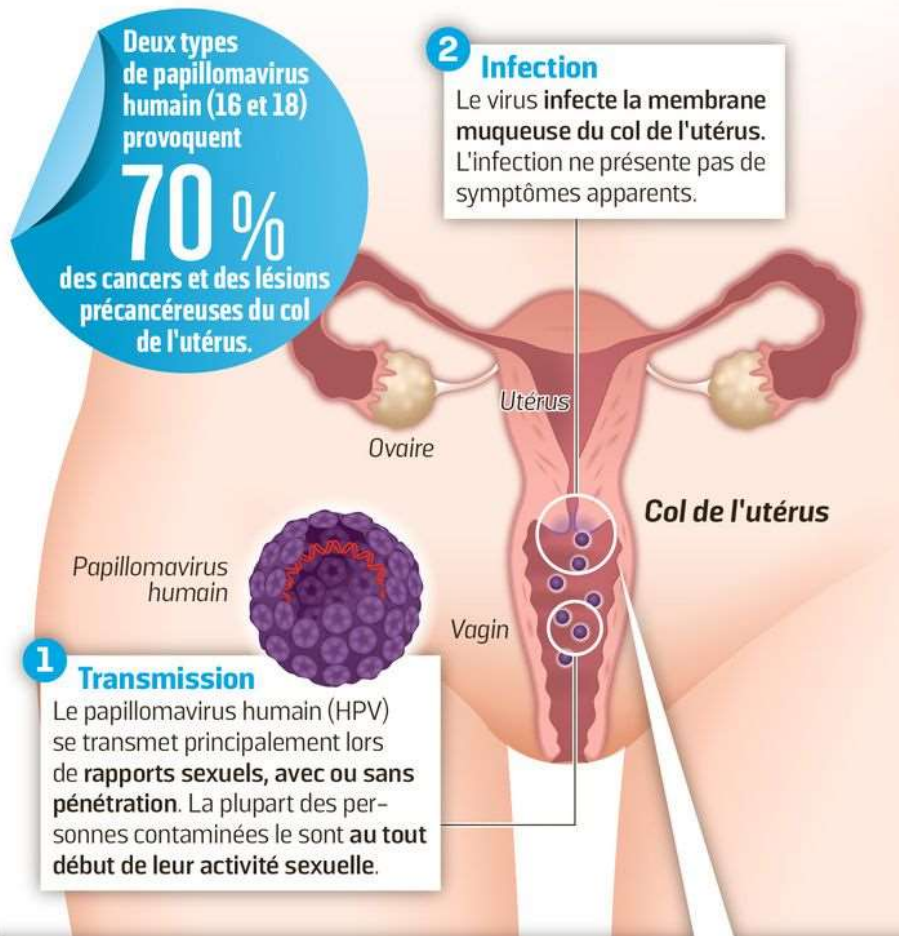 Deux types
de papillomavirus
humain (16 et 18)
provoquent
70 %
des cancers et des lésions
précancéreuses du col
de l'utérus.
2
Infection
Le virus infecte la membrane
muqueuse du col de l'utérus.
L'infection ne présente pas de
symptômes apparents.
Utérus
Ovaire
Col de l'utérus
Papillomavirus
humain
Vagin
1
Transmission
Le papillomavirus humain (HPV)
se transmet principalement lors
de rapports sexuels, avec ou sans
pénétration. La plupart des per-
sonnes contaminées le sont au tout
début de leur activité sexuelle.